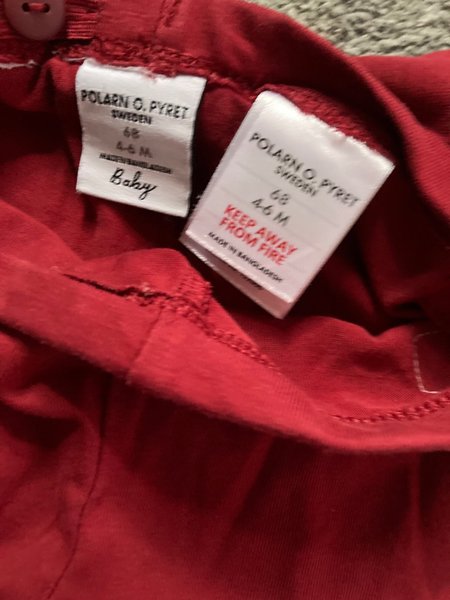 POLARN O. PYRET
SWEDEN
68
4-6 M.
MADE IN BANGLADESH
Baby
POLARN O. PYRET
SWEDEN
68
4-6 M
KEEP AWAY
FROM FIRE
MADE IN BANGLADESH